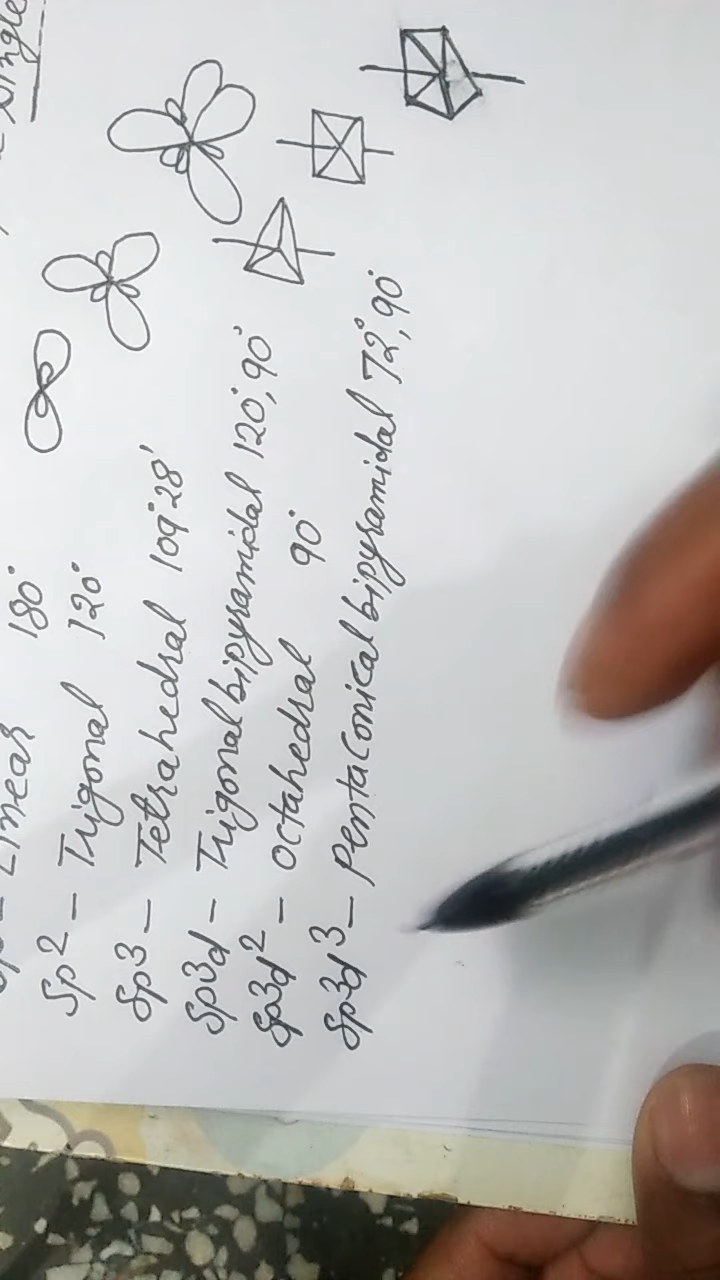 Single
Linear 180°
Sp2 - Trigonal 120°
Sp3 - Tetrahedral 109°28'
Sp3d - Trigonal bipyramidal 120°, 90°
Sp3d2 - octahedral 90°
Sp3d3 - Pentaconical bipyramidal 72°, 90°